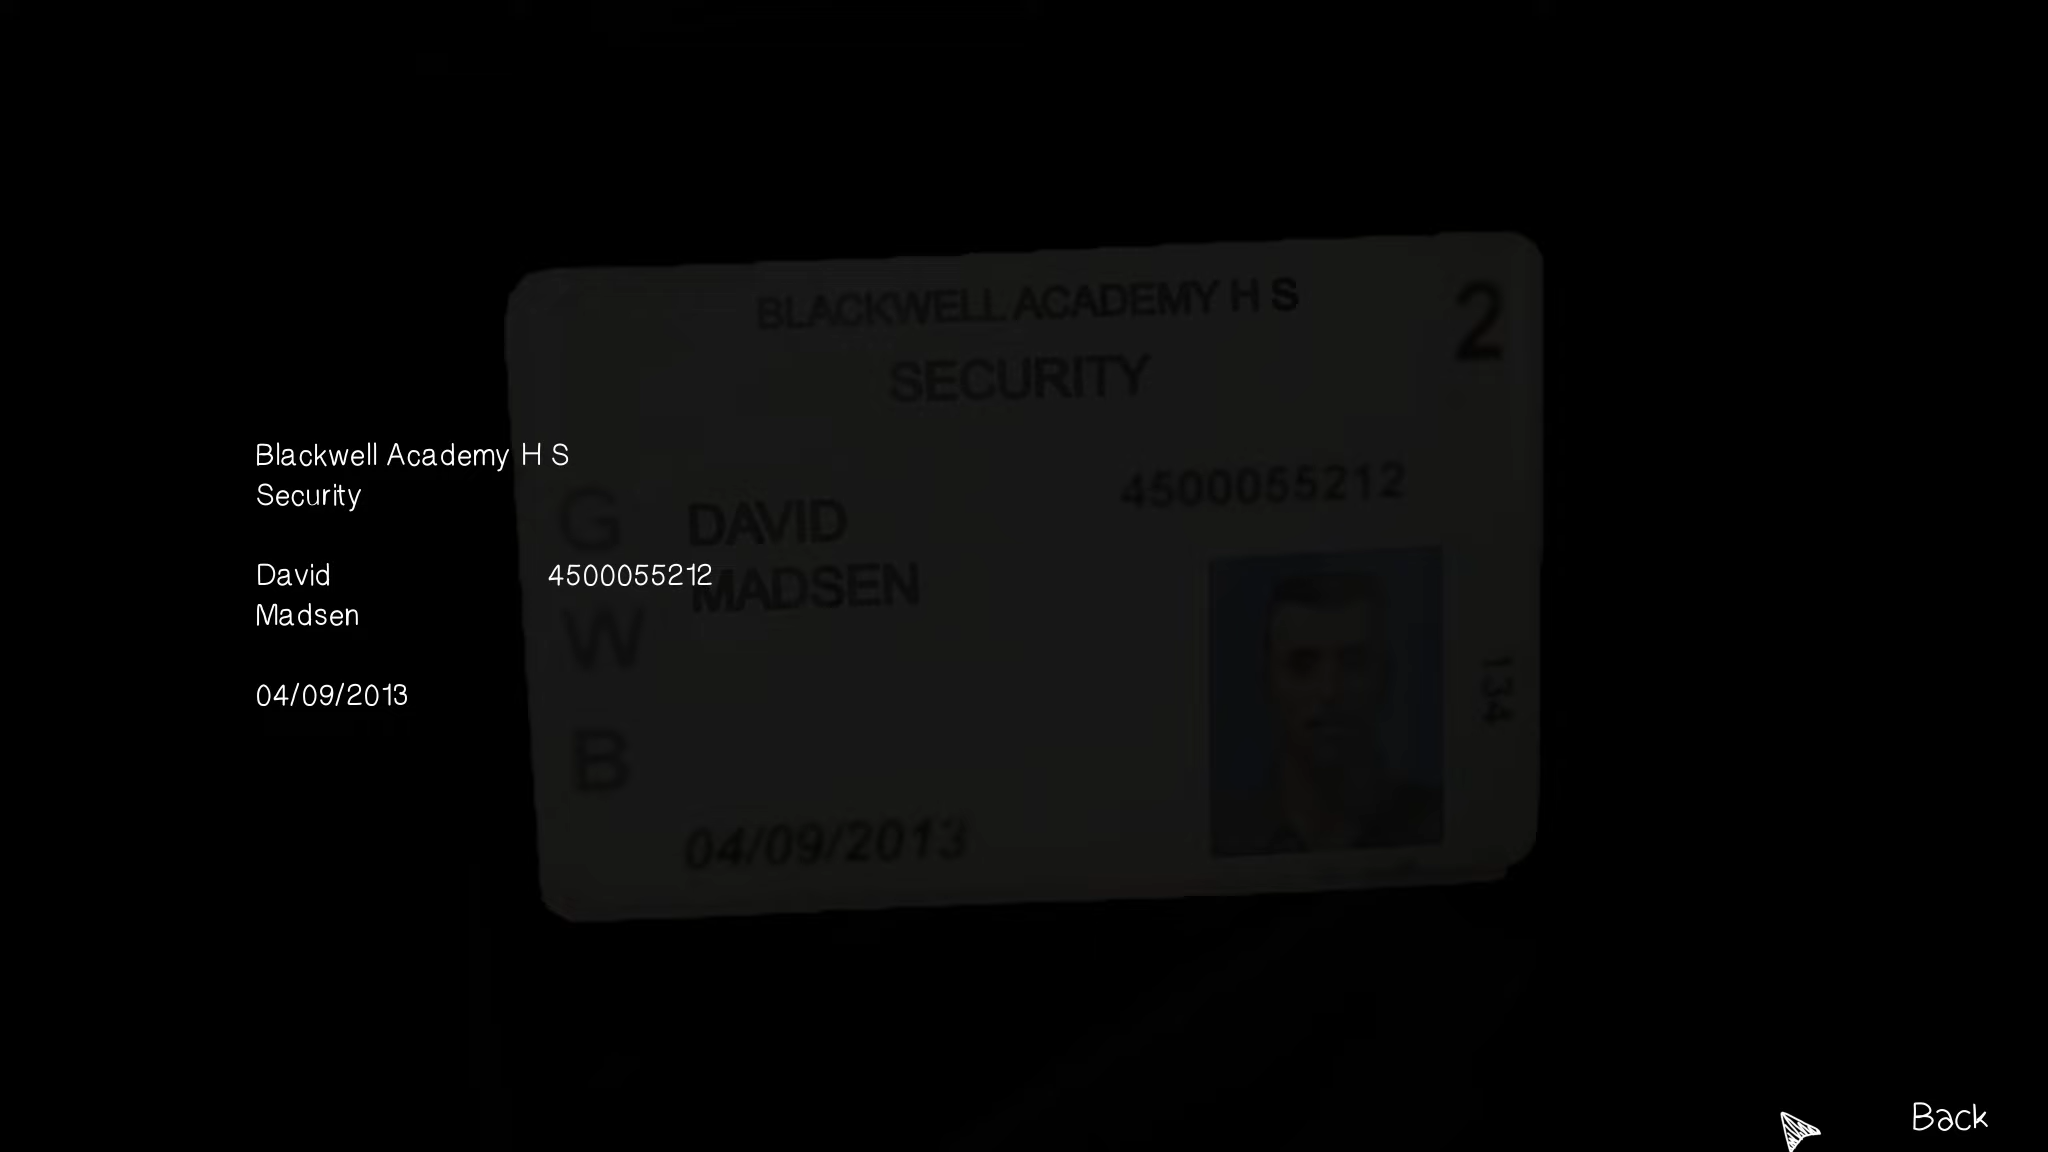 BLACKWELL ACADEMY H S
2
SECURITY
Blackwell Academy H S
Security
4500055212
G
DAVID
MADSEN
David 4500055212
Madsen
W
134
04/09/2013
B
04/09/2013
Back